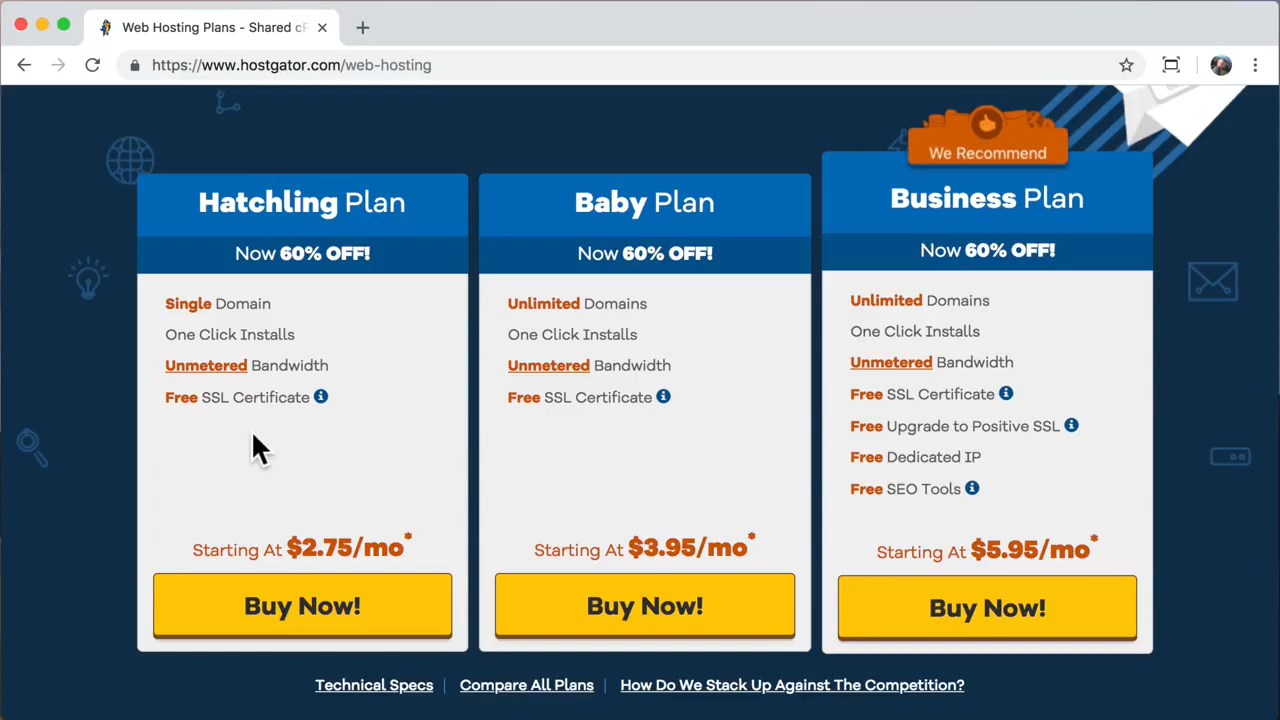 Web Hosting Plans - Shared cP
https://www.hostgator.com/web-hosting
We Recommend
Hatchling Plan
Now 60% OFF!
Single Domain
One Click Installs
Unmetered Bandwidth
Free SSL Certificate
Starting At $2.75/mo*
Buy Now!
Baby Plan
Now 60% OFF!
Unlimited Domains
One Click Installs
Unmetered Bandwidth
Free SSL Certificate
Starting At $3.95/mo*
Buy Now!
Business Plan
Now 60% OFF!
Unlimited Domains
One Click Installs
Unmetered Bandwidth
Free SSL Certificate
Free Upgrade to Positive SSL
Free Dedicated IP
Free SEO Tools
Starting At $5.95/mo*
Buy Now!
Technical Specs | Compare All Plans | How Do We Stack Up Against The Competition?